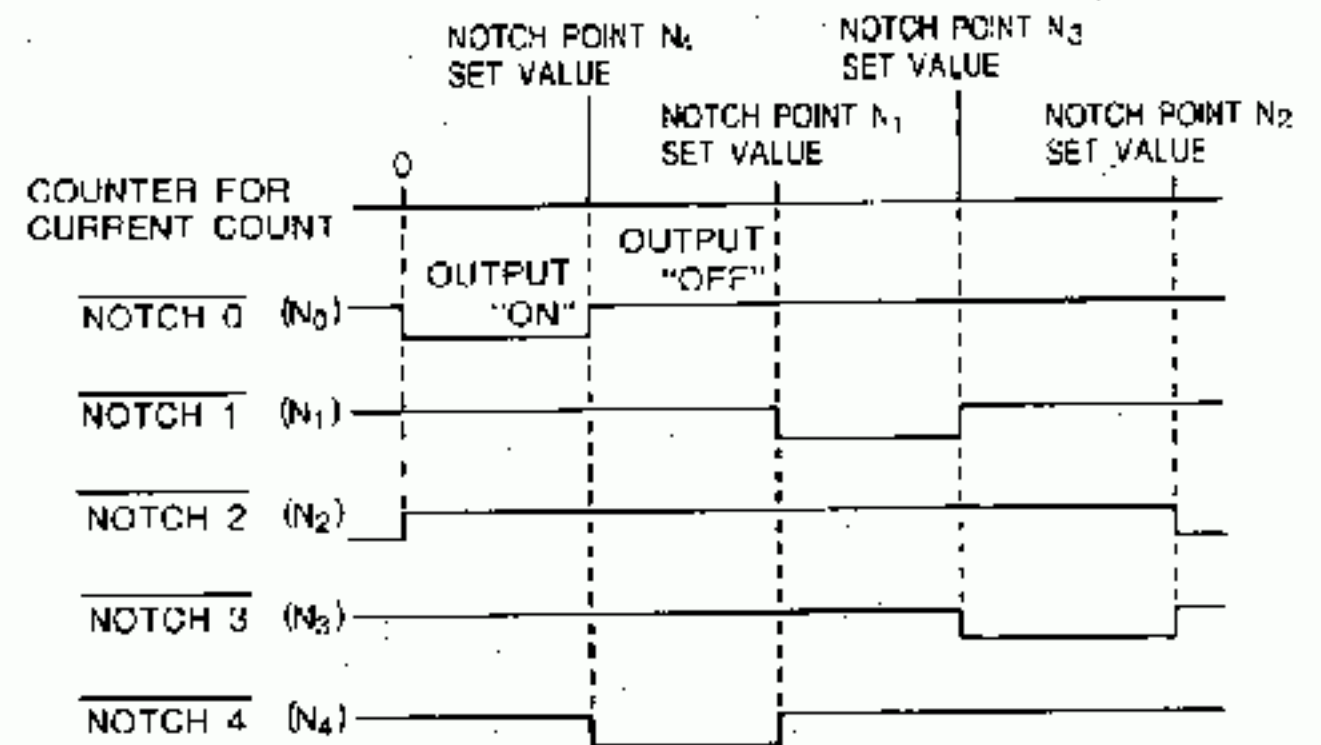 NOTCH POINT N₄
SET VALUE
NOTCH POINT N₃
SET VALUE
NOTCH POINT N₁
SET VALUE
NOTCH POINT N₂
SET VALUE
0
COUNTER FOR
CURRENT COUNT
OUTPUT
"ON"
OUTPUT
"OFF"
NOTCH 0 (N₀)
NOTCH 1 (N₁)
NOTCH 2 (N₂)
NOTCH 3 (N₃)
NOTCH 4 (N₄)